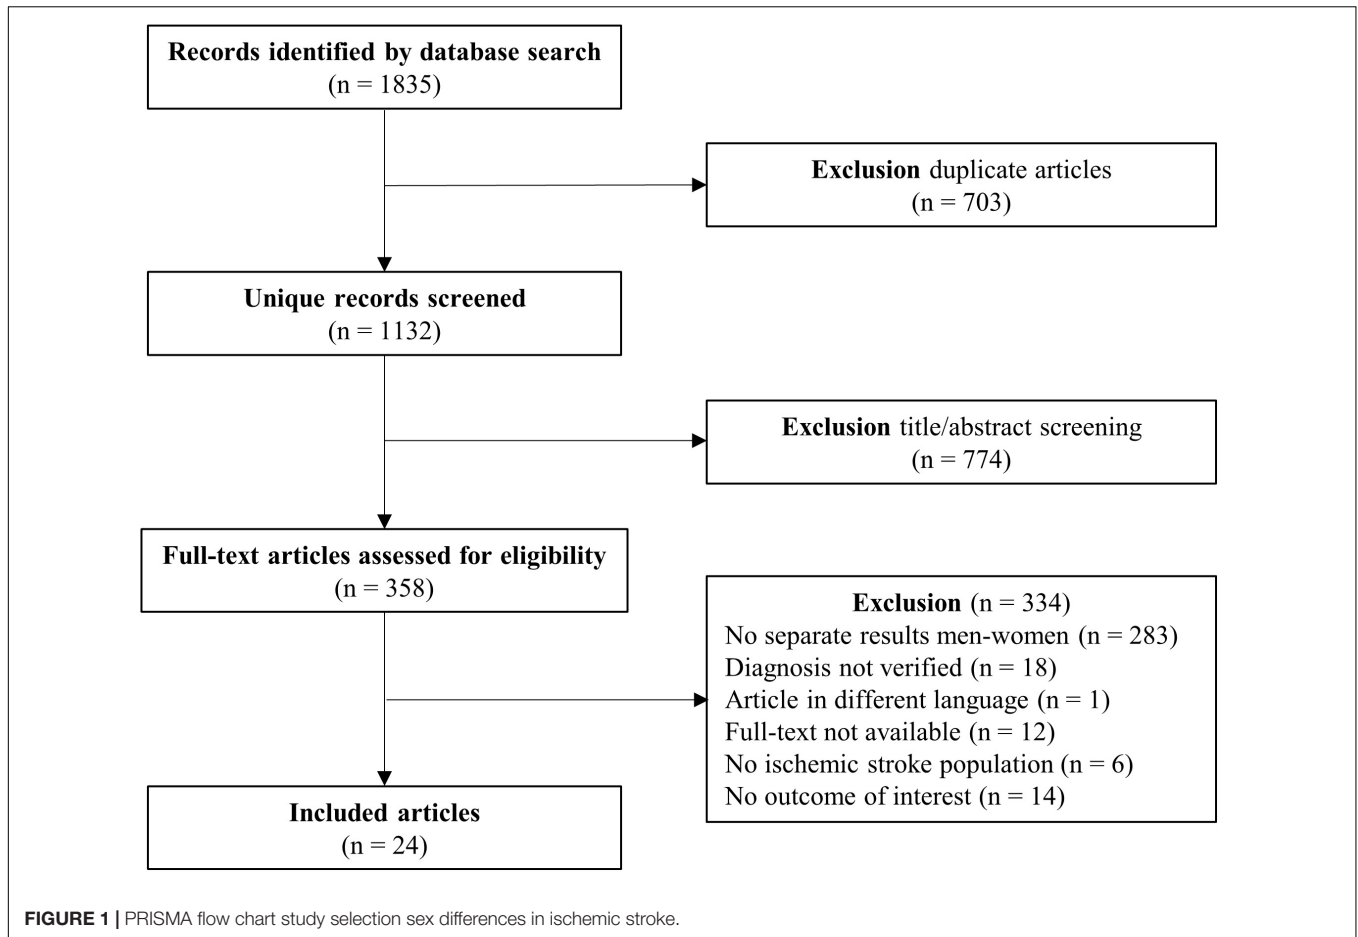 Records identified by database search
(n = 1835)
Exclusion duplicate articles
(n = 703)
Unique records screened
(n = 1132)
Exclusion title/abstract screening
(n = 774)
Full-text articles assessed for eligibility
(n = 358)
Exclusion (n = 334)
No separate results men-women (n = 283)
Diagnosis not verified (n = 18)
Article in different language (n = 1)
Full-text not available (n = 12)
No ischemic stroke population (n = 6)
No outcome of interest (n = 14)
Included articles
(n = 24)
FIGURE 1 | PRISMA flow chart study selection sex differences in ischemic stroke.